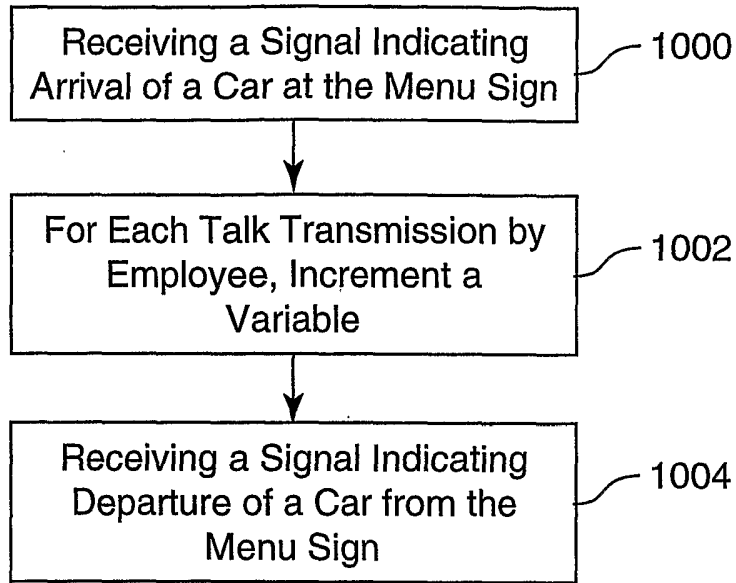 Receiving a Signal Indicating
Arrival of a Car at the Menu Sign
1000
For Each Talk Transmission by
Employee, Increment a
Variable
1002
Receiving a Signal Indicating
Departure of a Car from the
Menu Sign
1004